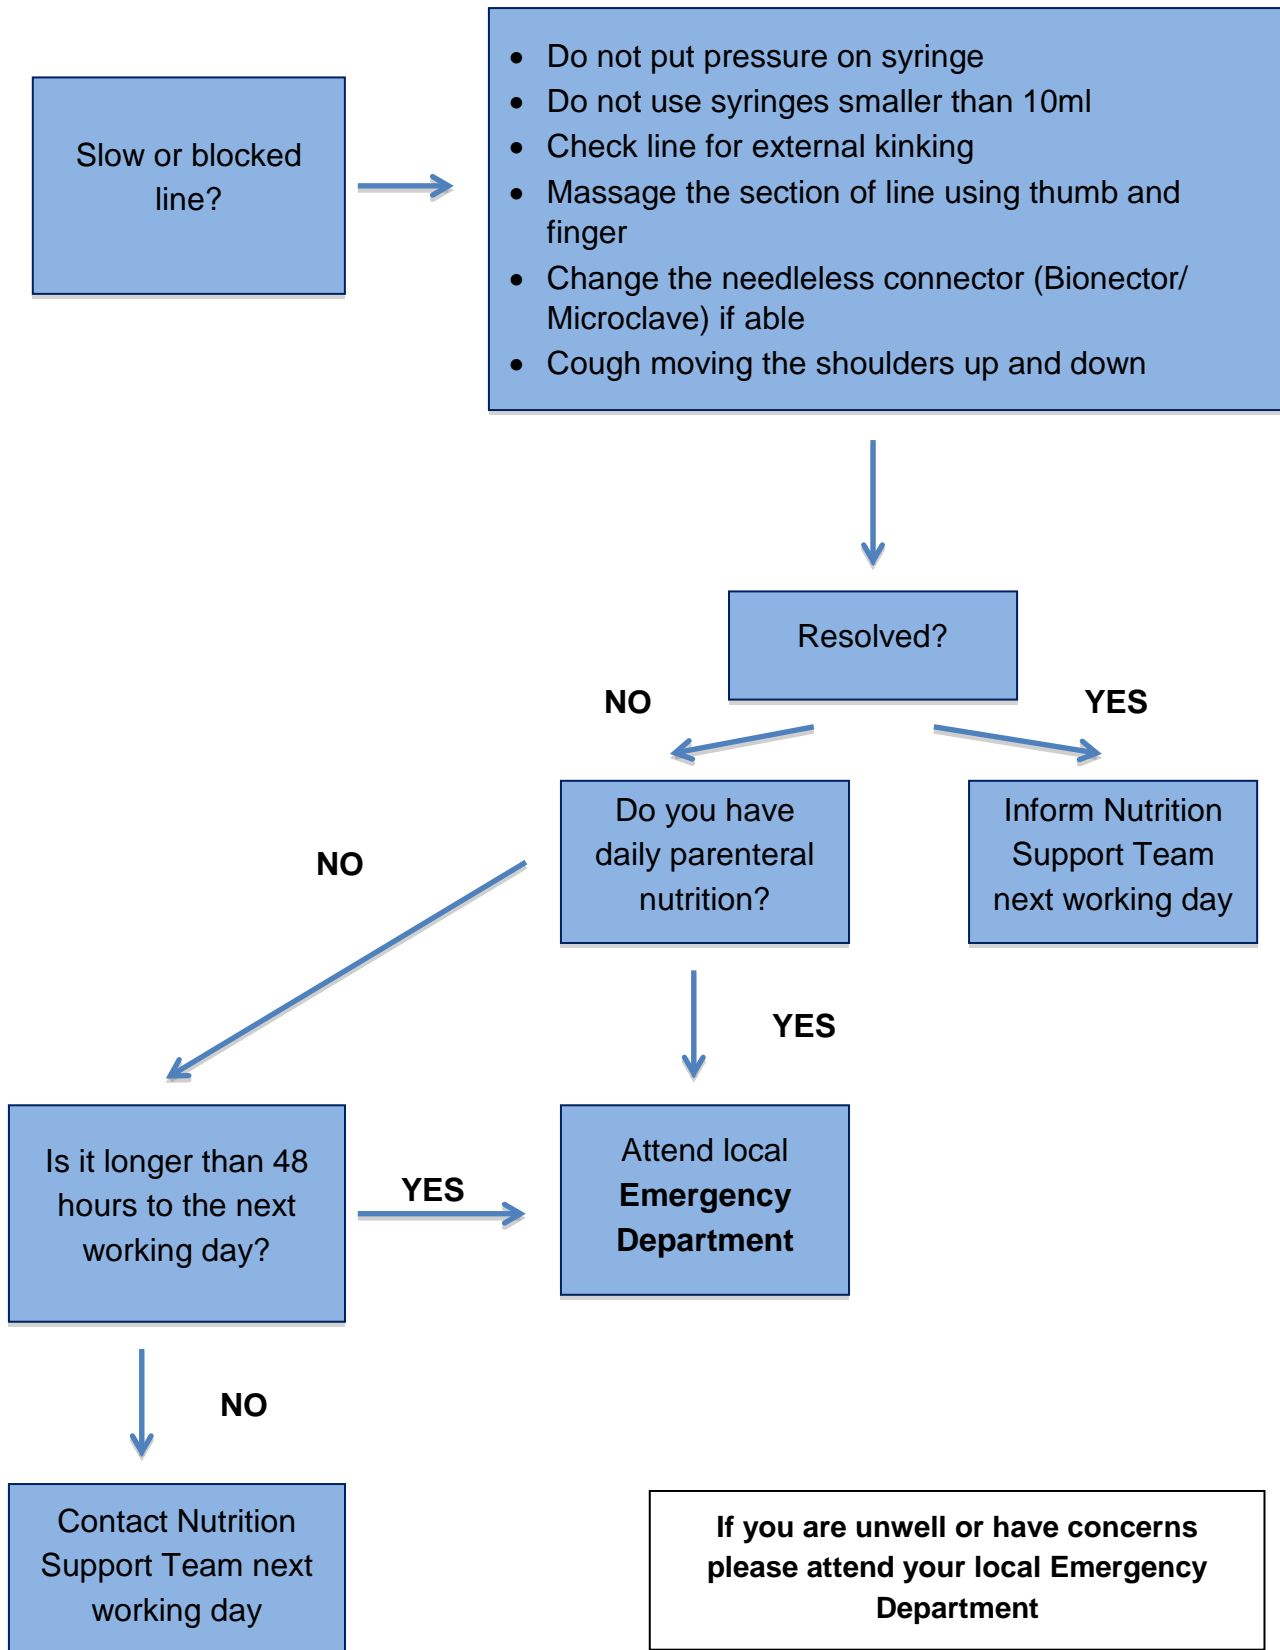 Slow or blocked
line?
• Do not put pressure on syringe
• Do not use syringes smaller than 10ml
• Check line for external kinking
• Massage the section of line using thumb and
finger
• Change the needleless connector (Bionector/
Microclave) if able
• Cough moving the shoulders up and down
Resolved?
NO
YES
Do you have
daily parenteral
nutrition?
Inform Nutrition
Support Team
next working day
NO
YES
Is it longer than 48
hours to the next
working day?
YES
Attend local
Emergency
Department
NO
Contact Nutrition
Support Team next
working day
If you are unwell or have concerns
please attend your local Emergency
Department